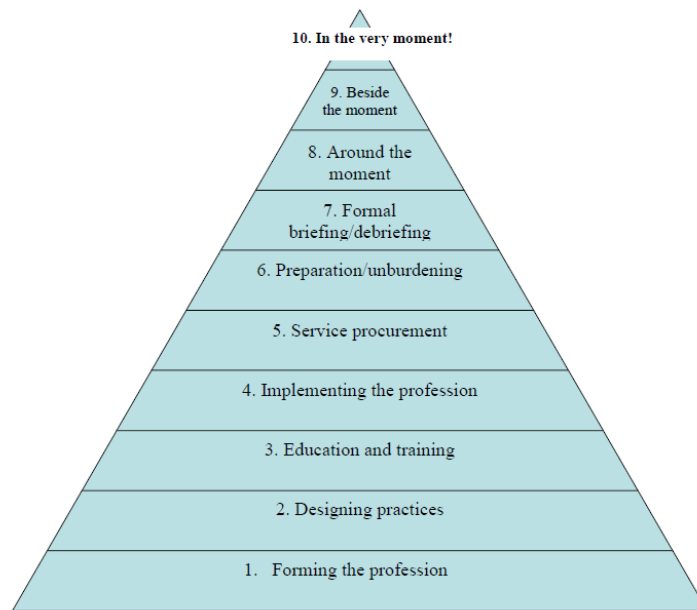 10. In the very moment!
9. Beside
the moment
8. Around the
moment
7. Formal
briefing/debriefing)
6. Preparation/unburdening)
5. Service procurement
4. Implementing the profession
3. Education and training
2. Designing practices
1. Forming the profession